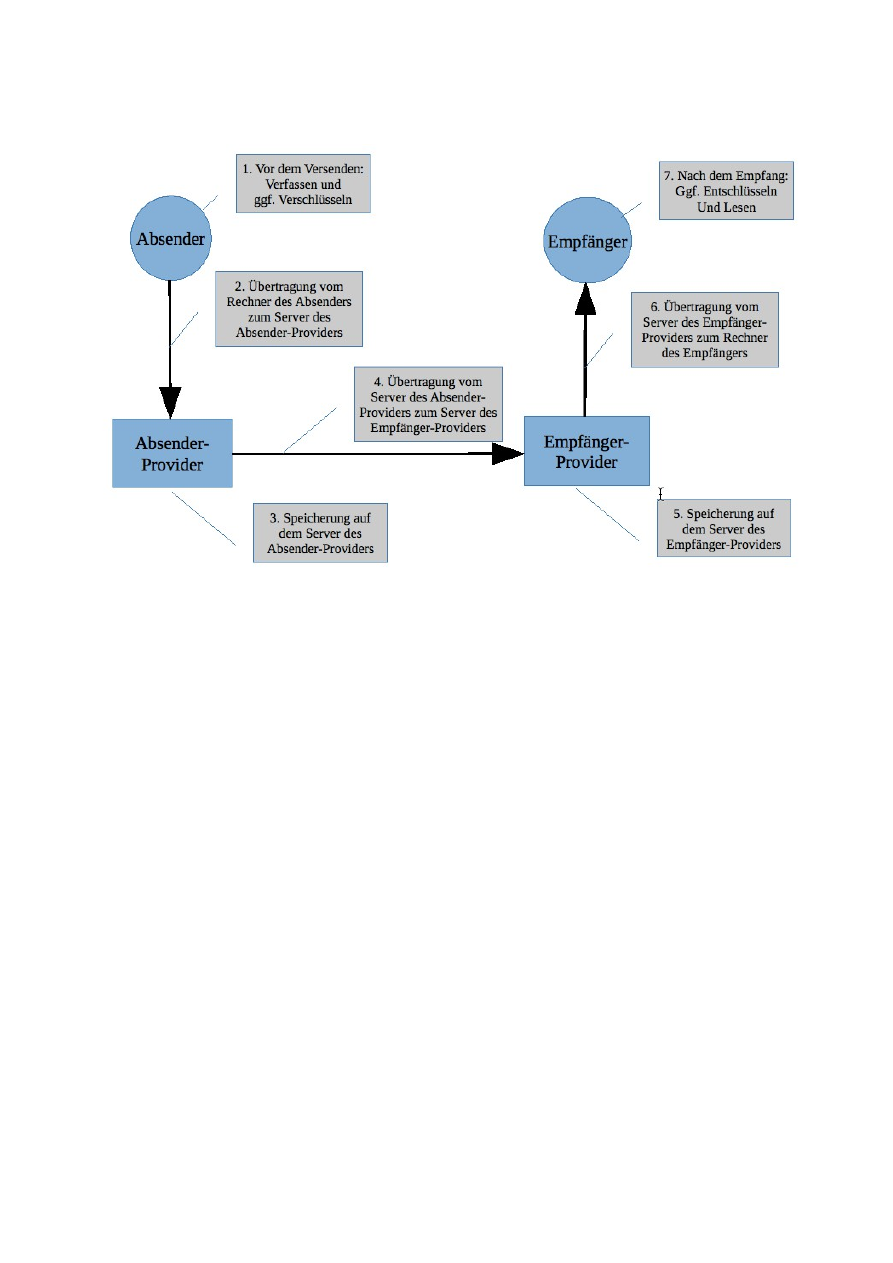 1. Vor dem Versenden:
Verfassen und
ggf. Verschlüsseln
Absender
2. Übertragung vom
Rechner des Absenders
zum Server des
Absender-Providers
Absender-
Provider
3. Speicherung auf
dem Server des
Absender-Providers
4. Übertragung vom
Server des Absender-
Providers zum Server des
Empfänger-Providers
Empfänger-
Provider
5. Speicherung auf
dem Server des
Empfänger-Providers
6. Übertragung vom
Server des Empfänger-
Providers zum Rechner
des Empfängers
Empfänger
7. Nach dem Empfang:
Ggf. Entschlüsseln
Und Lesen